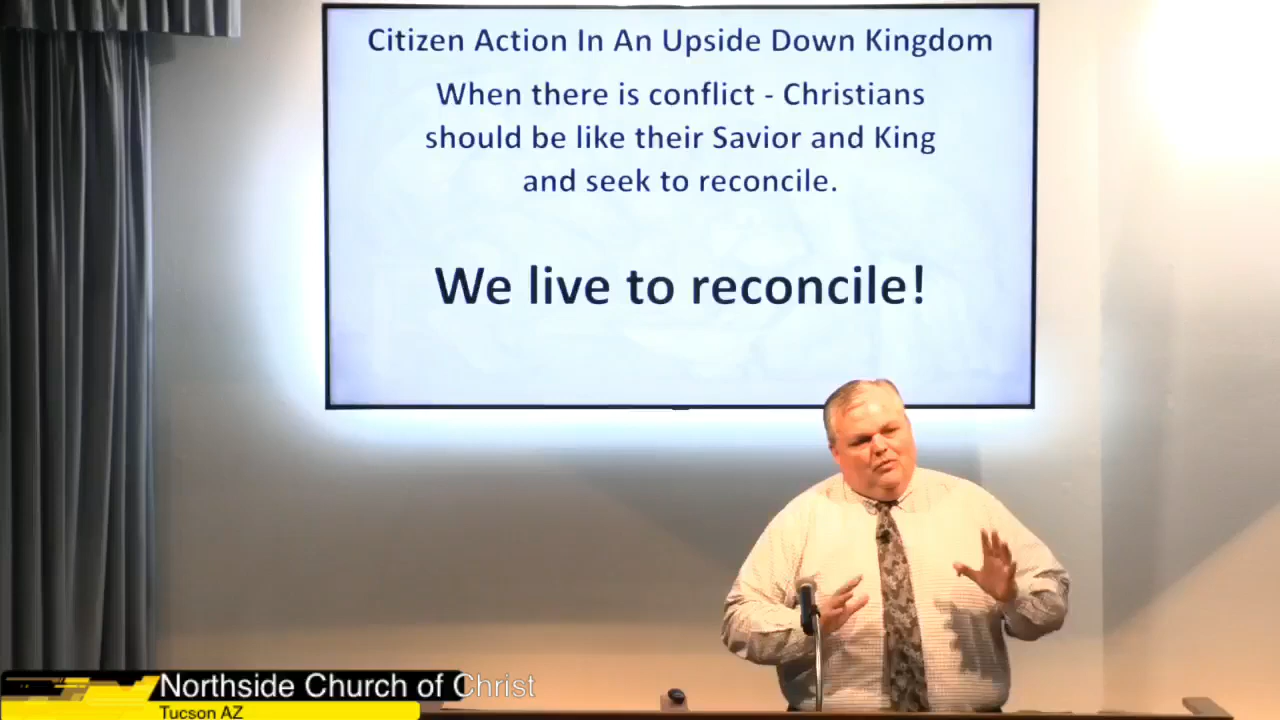 Citizen Action In An Upside Down Kingdom
When there is conflict - Christians
should be like their Savior and King
and seek to reconcile.
We live to reconcile!
Northside Church of Christ
Tucson AZ